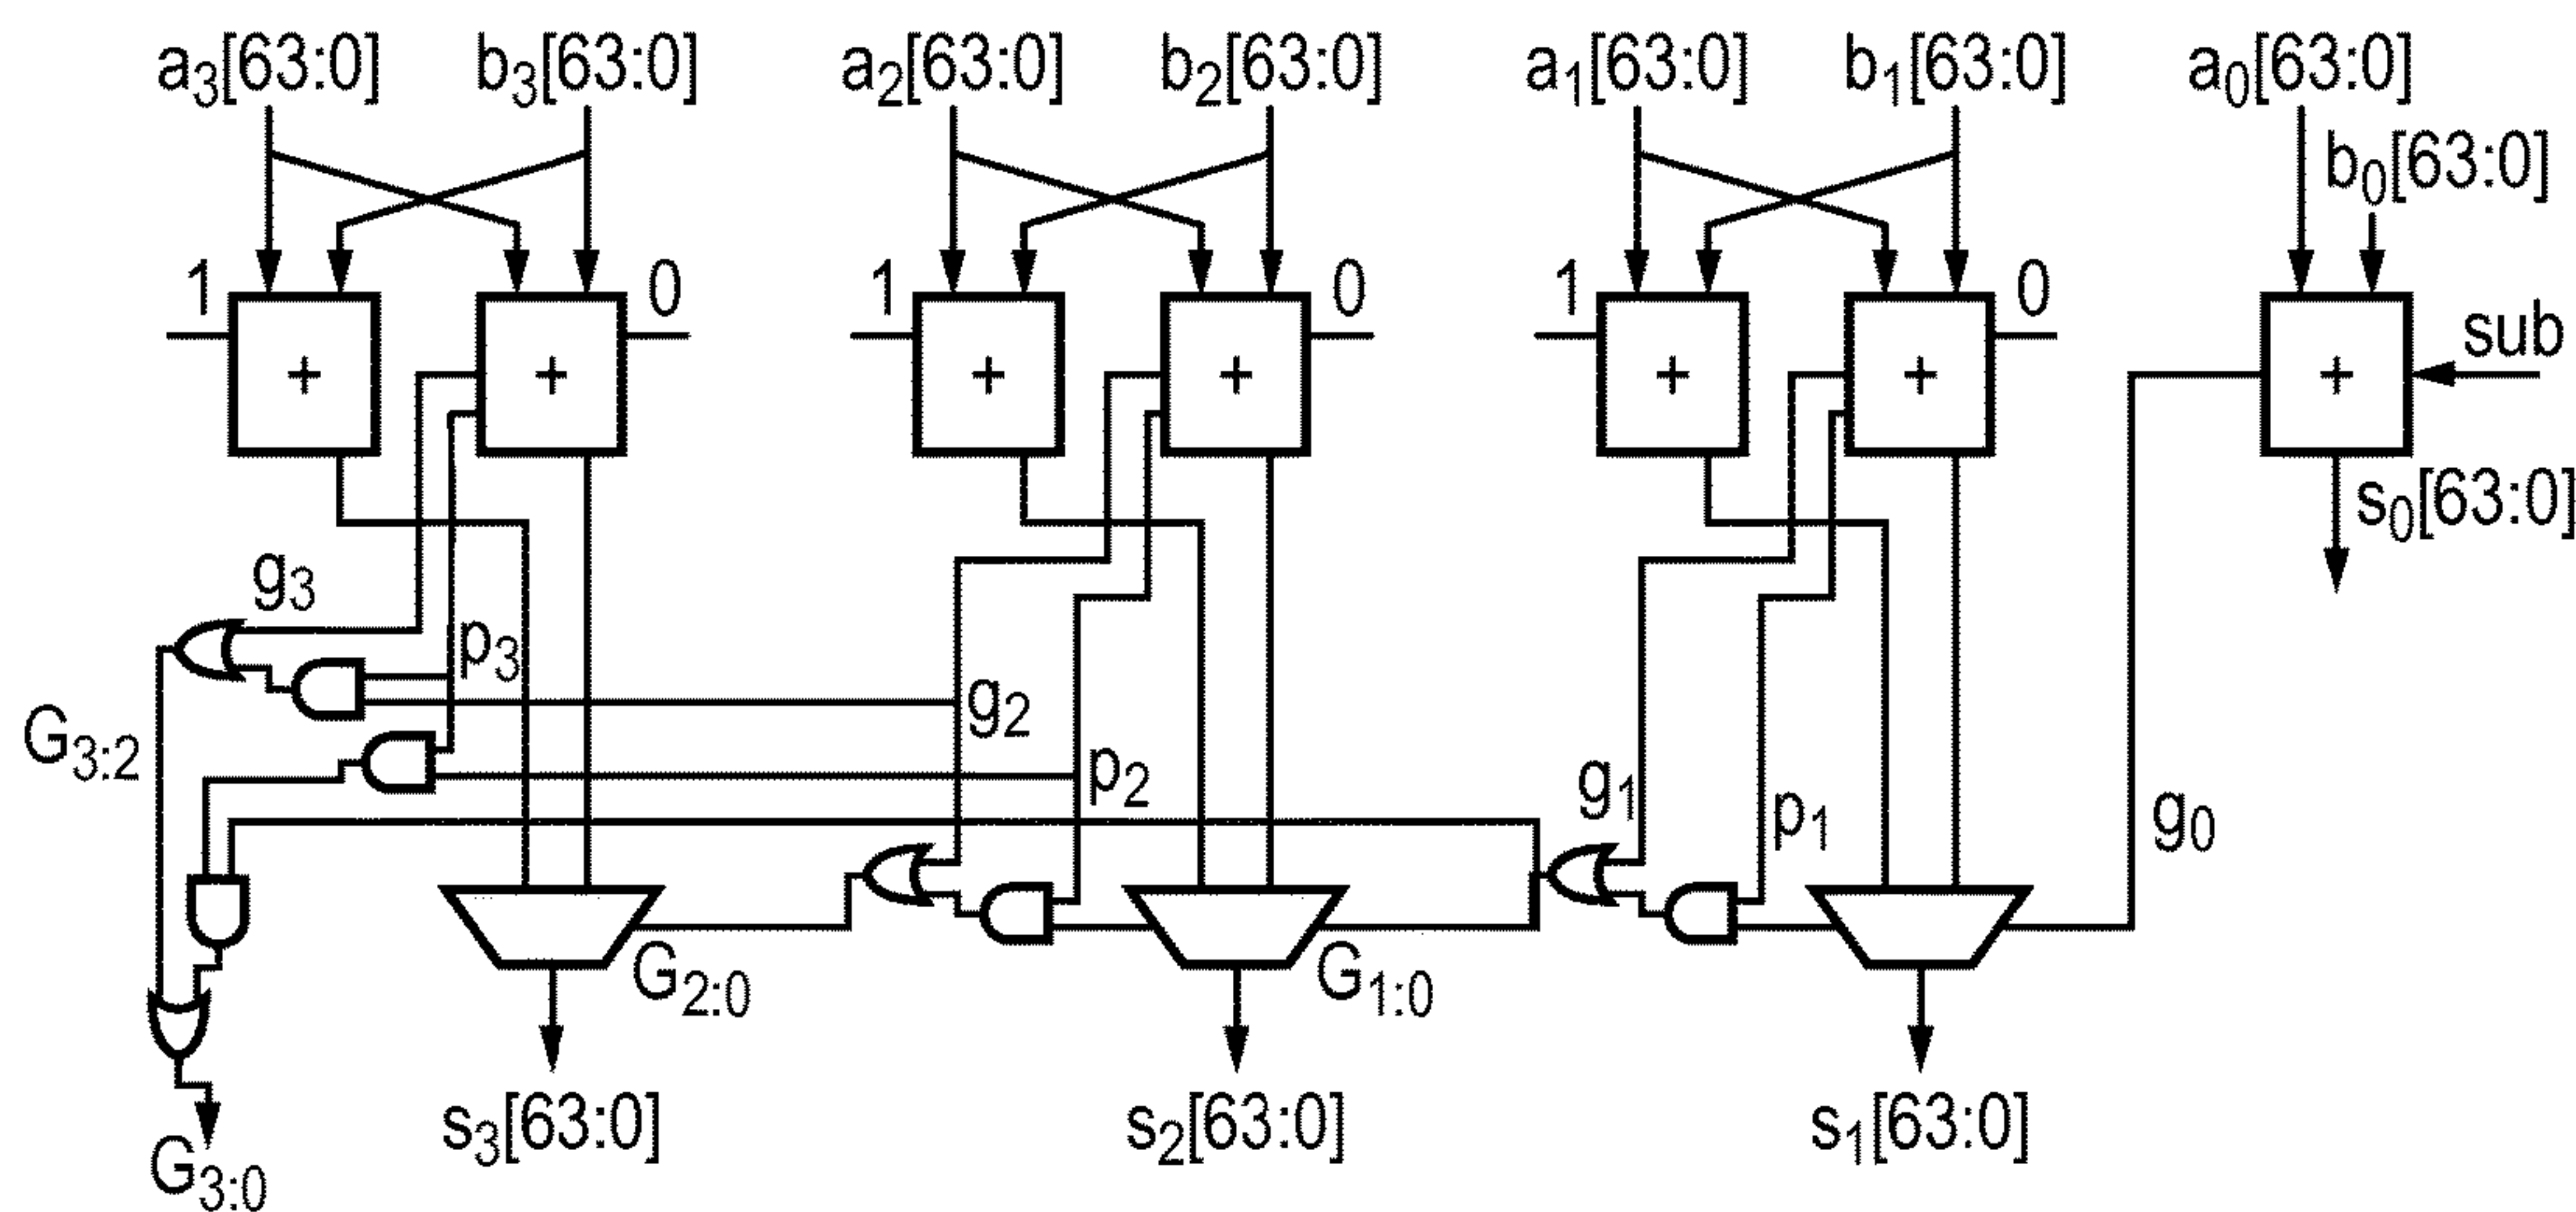 a3[63:0] b3[63:0] a2[63:0] b2[63:0] a1[63:0] b1[63:0] a0[63:0]
b0[63:0]
1 0 1 0 1 0
sub
+ + + + + + +
s0[63:0]
g3
p3
g2
G3:2
p2 g1 p1 g0
G2:0 G1:0
s3[63:0] s2[63:0] s1[63:0]
G3:0